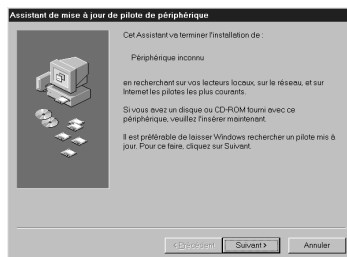 Assistant de mise à jour de pilote de périphérique
Cet Assistant va terminer l'installation de :
Périphérique inconnu
en recherchant sur vos lecteurs locaux, sur le réseau, et sur
Internet les pilotes les plus courants.
Si vous avez un disque ou CD-ROM fourni avec ce
périphérique, veuillez l'insérer maintenant.
Il est préférable de laisser Windows rechercher un pilote mis à
jour. Pour ce faire, cliquez sur Suivant.
< Précédent
Suivant >
Annuler